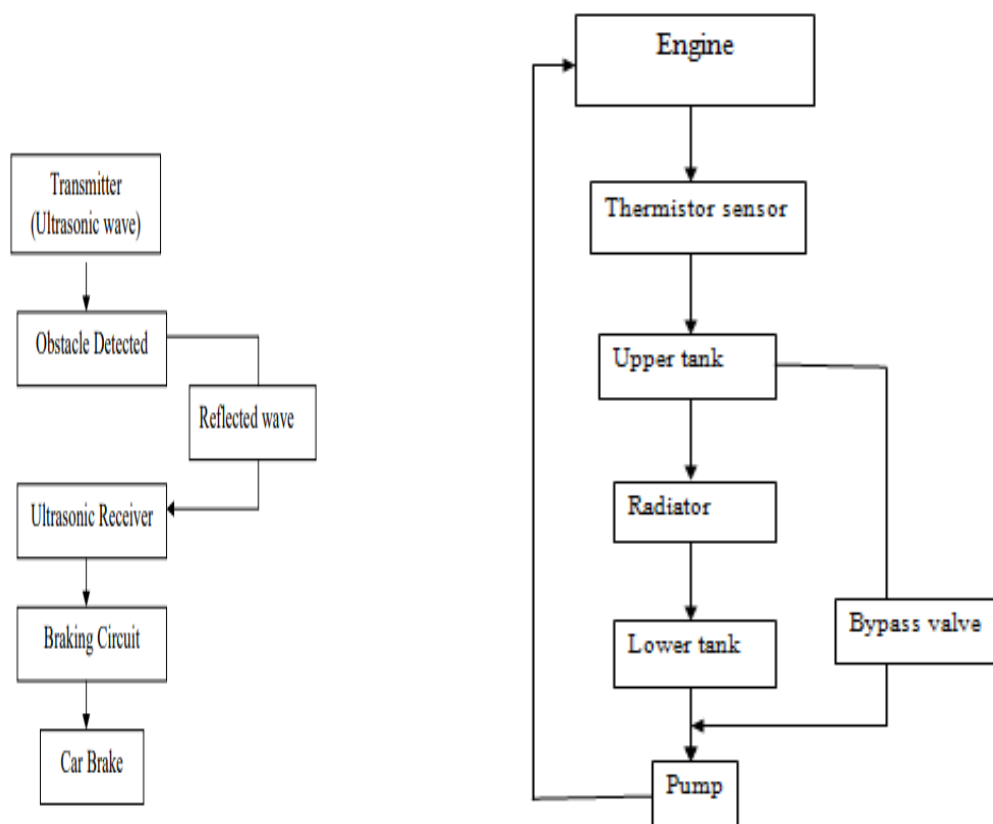 Transmitter
(Ultrasonic wave)
Obstacle Detected
Reflected wave
Ultrasonic Receiver
Braking Circuit
Car Brake
Engine
Thermistor sensor
Upper tank
Radiator
Bypass valve
Lower tank
Pump